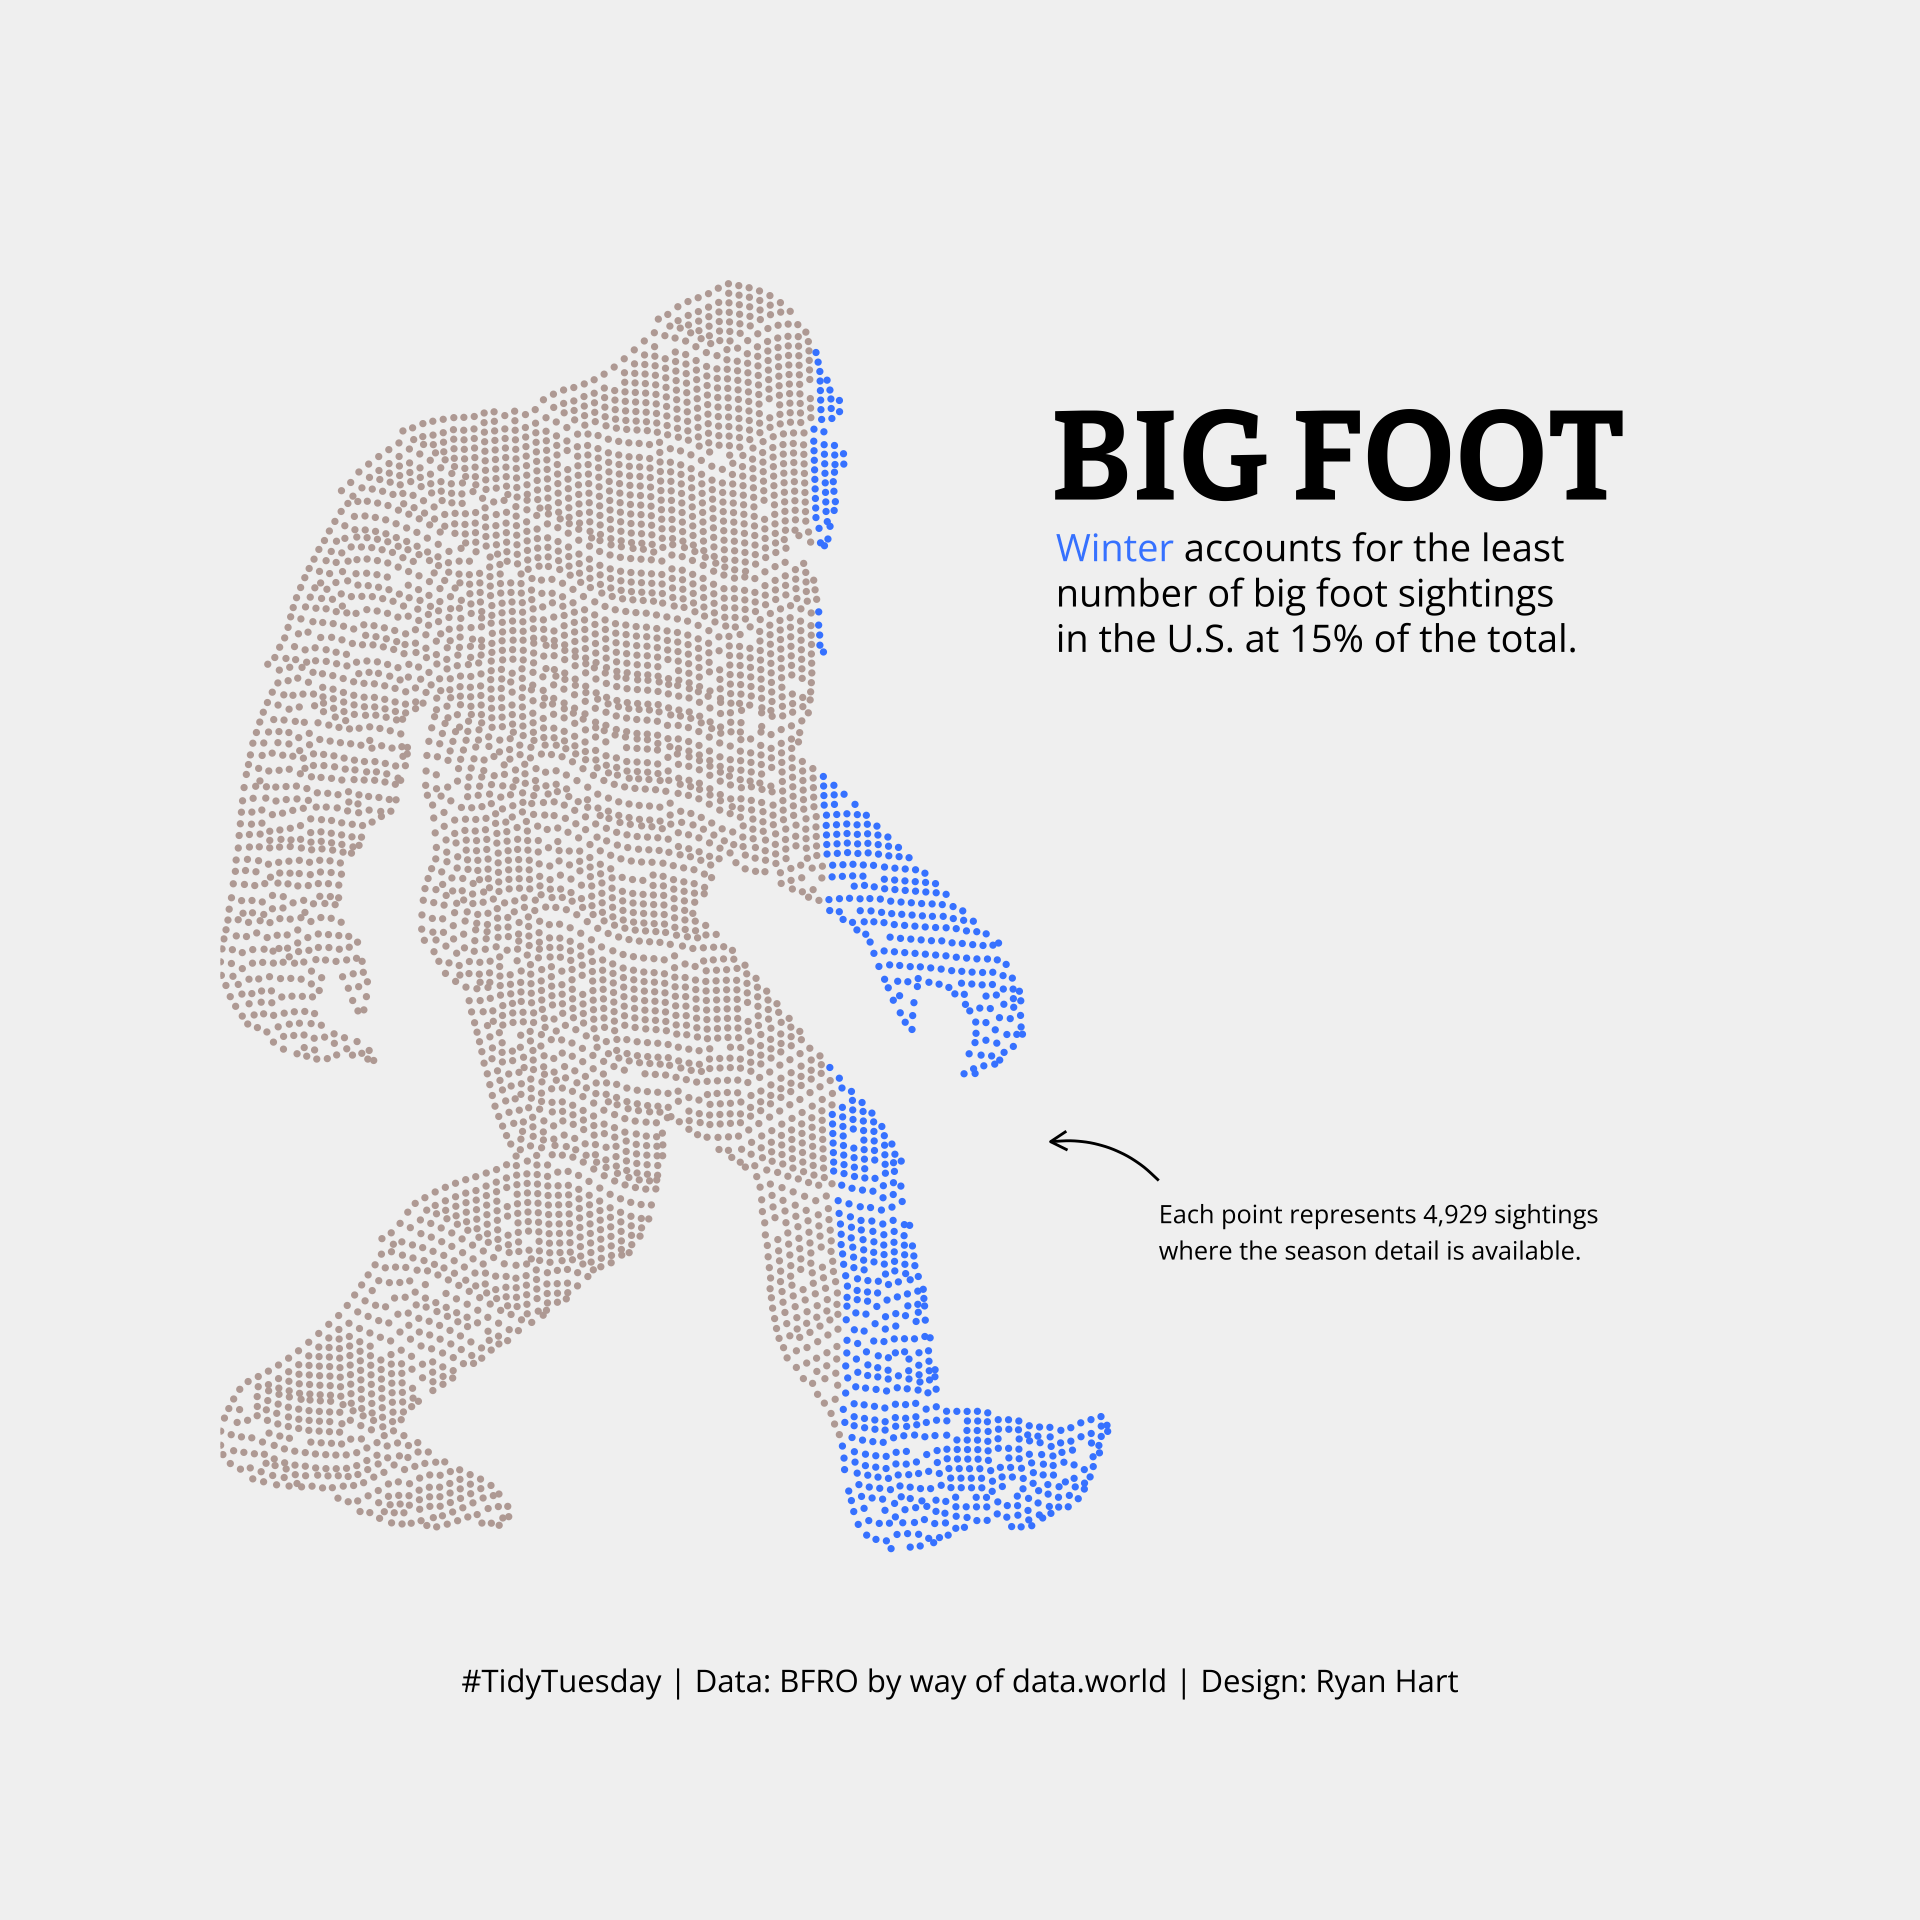 BIG FOOT
Winter accounts for the least
number of big foot sightings
in the U.S. at 15% of the total.
Each point represents 4,929 sightings
where the season detail is available.
#TidyTuesday | Data: BFRO by way of data.world | Design: Ryan Hart